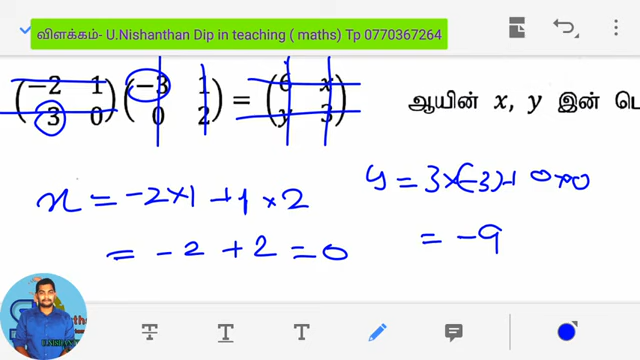 விளக்கம்- U.Nishanthan Dip in teaching ( maths) Tp 0770367264
(-2 1) (-3 1) = (6 x) ஆயின் x, y இன் பெ
(3 0) (0 2) (y 3)
x = -2×1 + 1×2
= -2 + 2 = 0
y = 3×(-3)+ 0×0
= -9
T T T